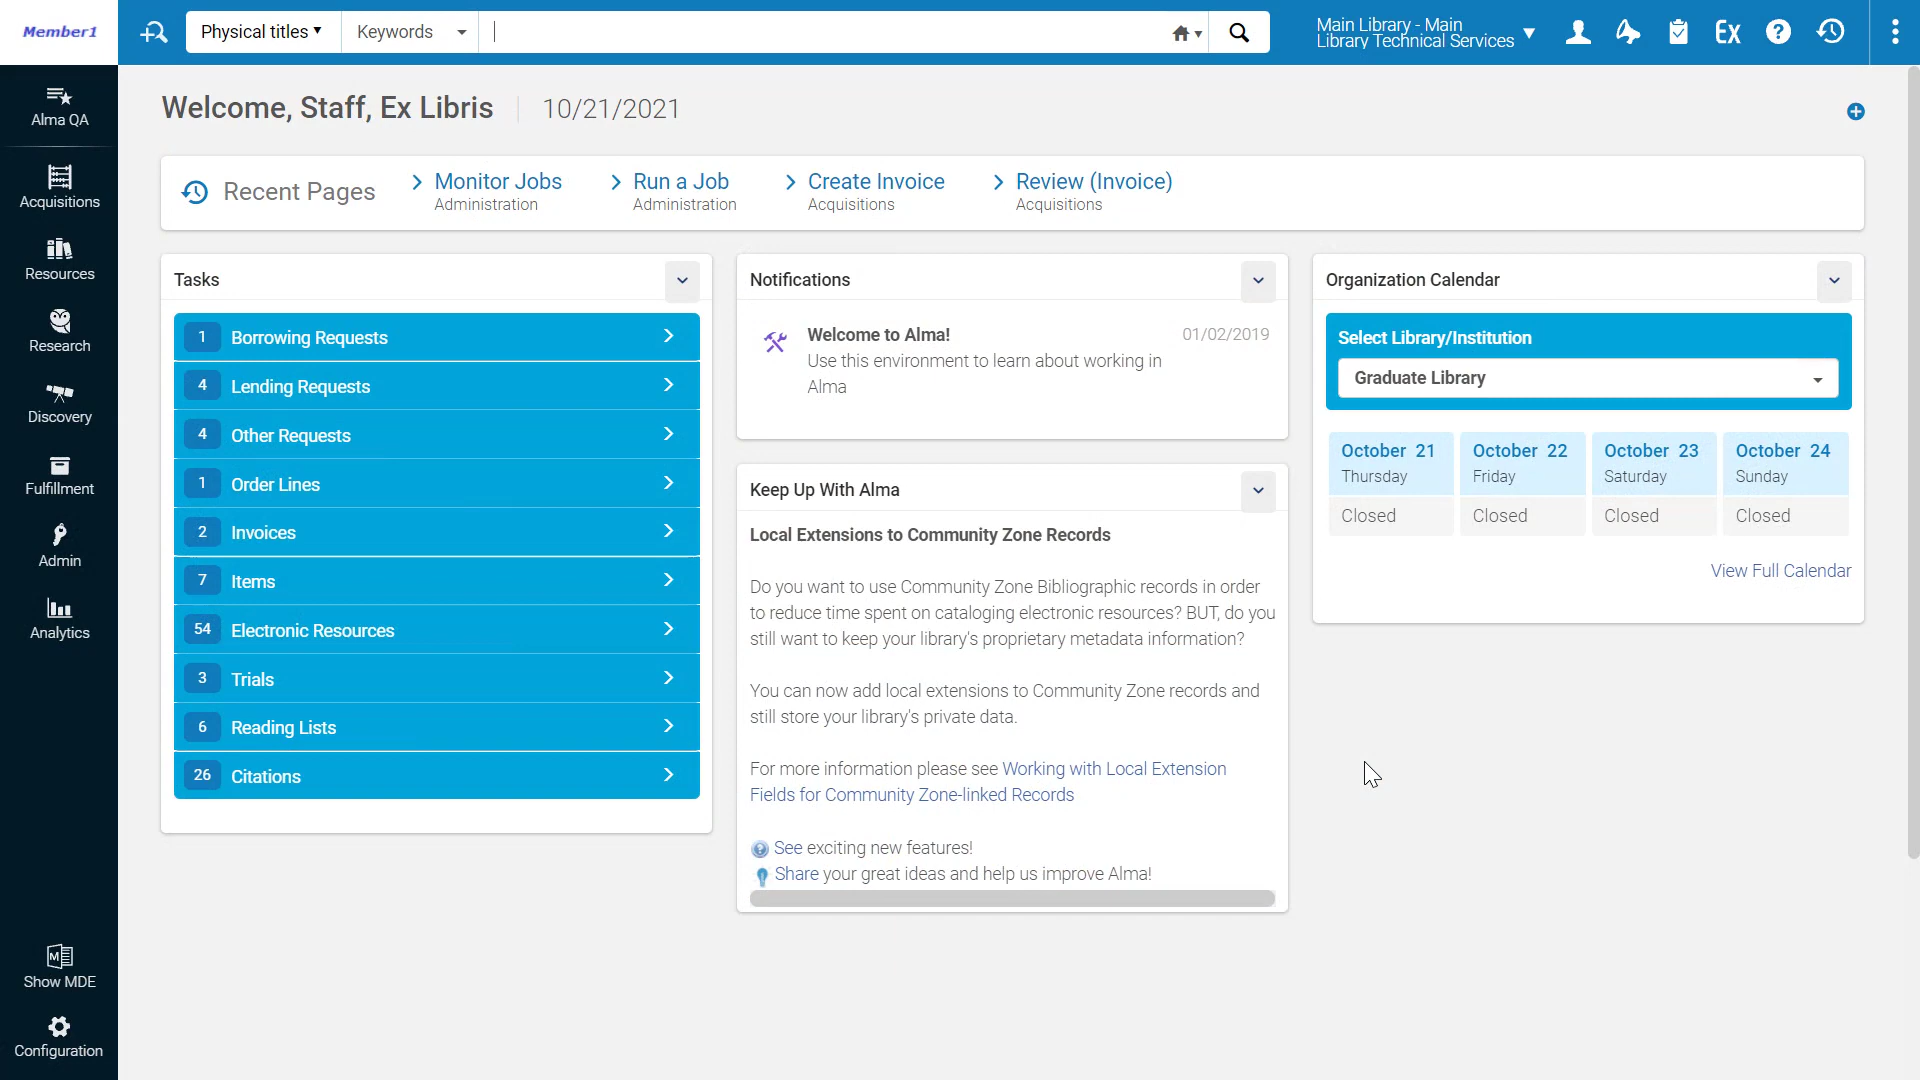 Member1
Physical titles
Keywords
Main Library - Main
Library Technical Services
Ex
?
Alma QA
Acquisitions
Resources
Research
Discovery
Fulfillment
Admin
Analytics
Show MDE
Configuration
Welcome, Staff, Ex Libris
10/21/2021
Recent Pages
Monitor Jobs
Administration
Run a Job
Administration
Create Invoice
Acquisitions
Review (Invoice)
Acquisitions
Tasks
1 Borrowing Requests
4 Lending Requests
4 Other Requests
1 Order Lines
2 Invoices
7 Items
54 Electronic Resources
3 Trials
6 Reading Lists
26 Citations
Notifications
Welcome to Alma! 01/02/2019
Use this environment to learn about working in
Alma
Keep Up With Alma
Local Extensions to Community Zone Records
Do you want to use Community Zone Bibliographic records in order
to reduce time spent on cataloging electronic resources? BUT, do you
still want to keep your library's proprietary metadata information?
You can now add local extensions to Community Zone records and
still store your library's private data.
For more information please see Working with Local Extension
Fields for Community Zone-linked Records
See exciting new features!
Share your great ideas and help us improve Alma!
Organization Calendar
Select Library/Institution
Graduate Library
October 21
Thursday
Closed
October 22
Friday
Closed
October 23
Saturday
Closed
October 24
Sunday
Closed
View Full Calendar